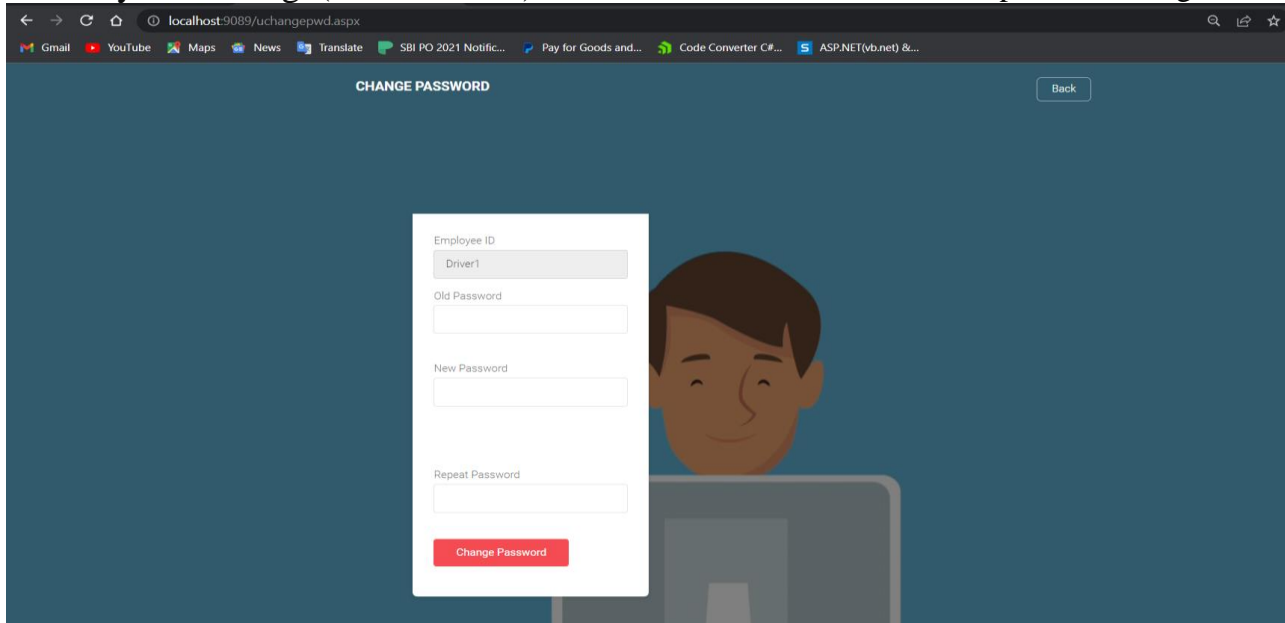 localhost:9089/uchangepwd.aspx
Gmail YouTube Maps News Translate SBI PO 2021 Notific... Pay for Goods and... Code Converter C#... ASP.NET(vb.net) &...
CHANGE PASSWORD Back
Employee ID
Driver1
Old Password
New Password
Repeat Password
Change Password